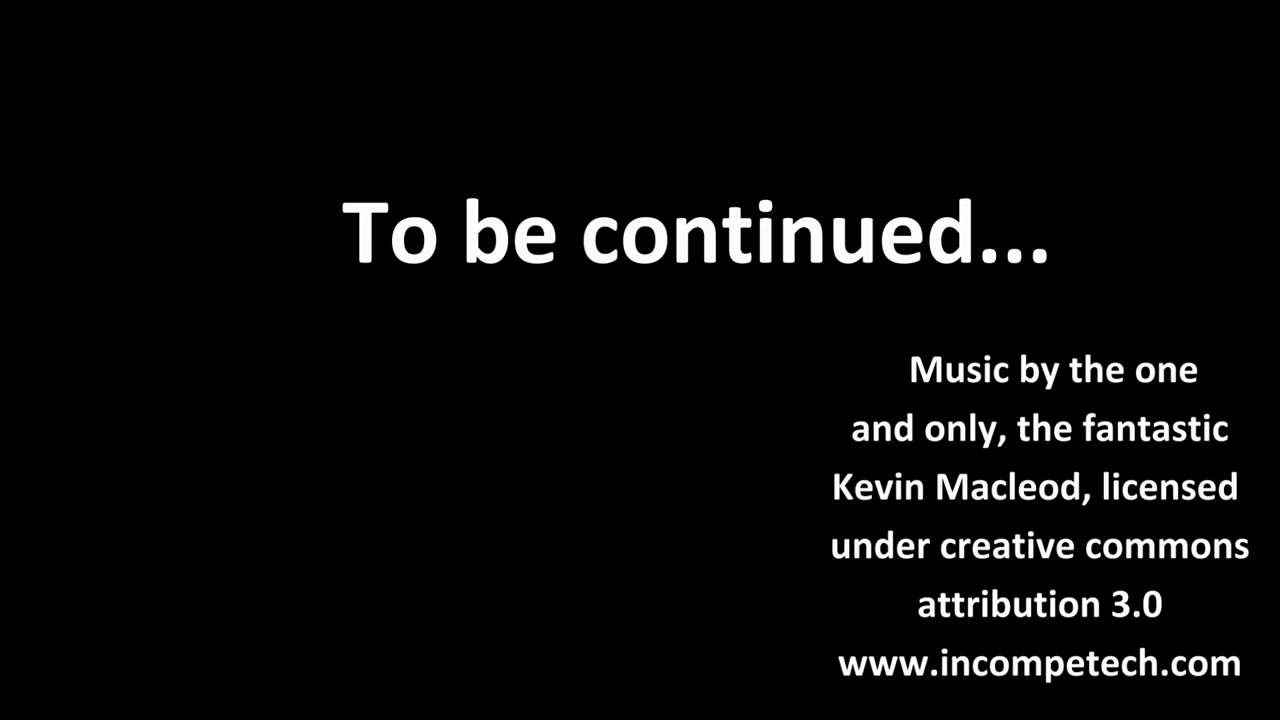 To be continued...
Music by the one
and only, the fantastic
Kevin Macleod, licensed
under creative commons
attribution 3.0
www.incompetech.com